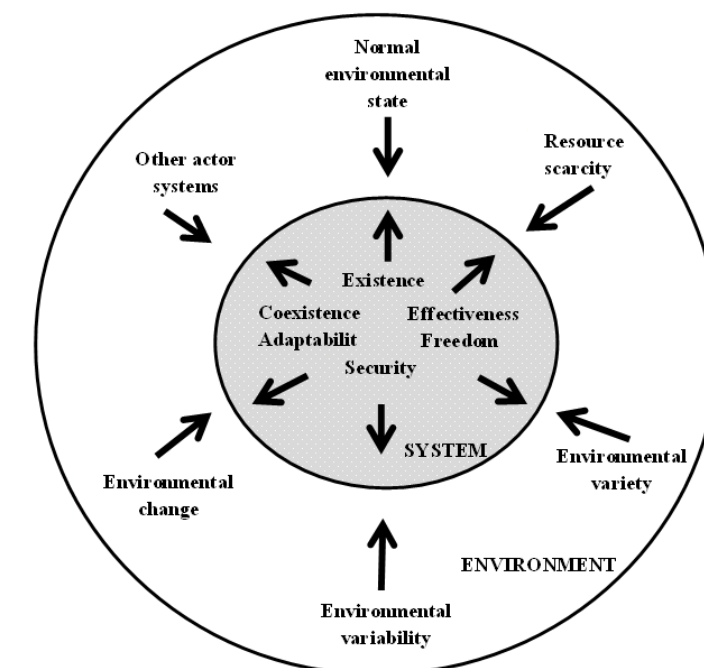 Normal
environmental
state
Resource
scarcity
Other actor
systems
Existence
Coexistence
Adaptabilit
Effectiveness
Freedom
Security
SYSTEM
Environmental
change
Environmental
variety
ENVIRONMENT
Environmental
variability